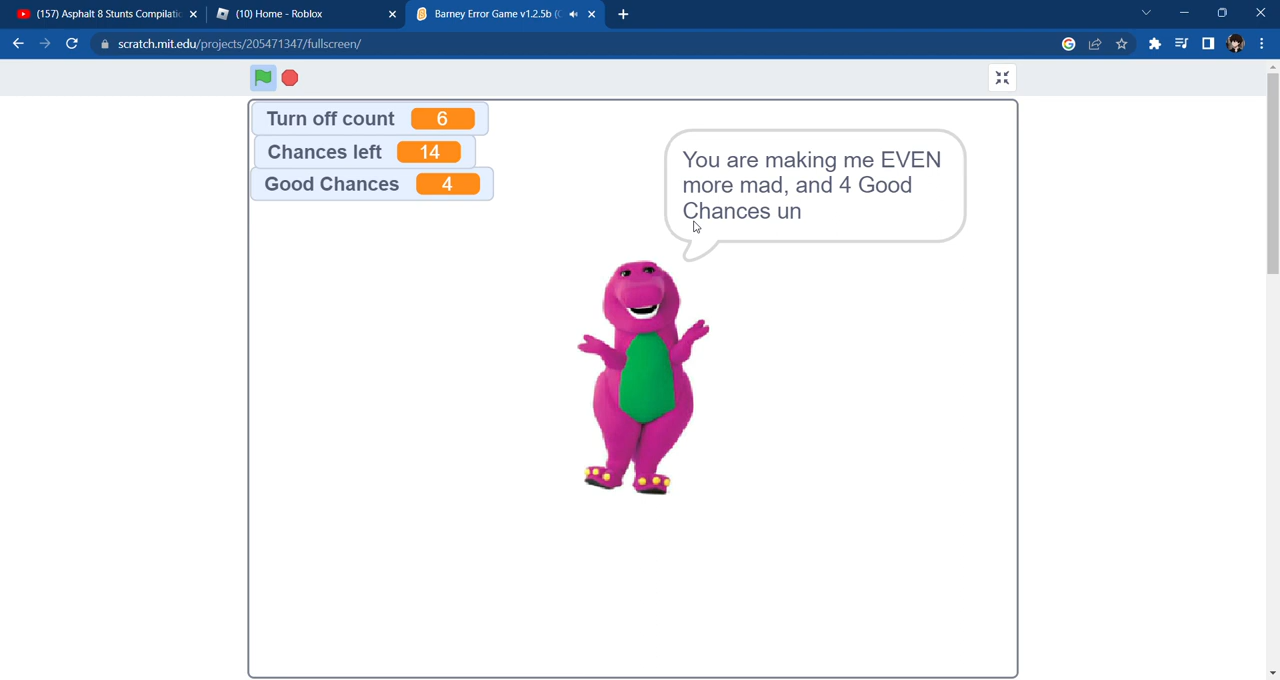 (157) Asphalt 8 Stunts Compilatio
(10) Home - Roblox
Barney Error Game v1.2.5b (
scratch.mit.edu/projects/205471347/fullscreen/
Turn off count 6
Chances left 14
Good Chances 4
You are making me EVEN
more mad, and 4 Good
Chances un